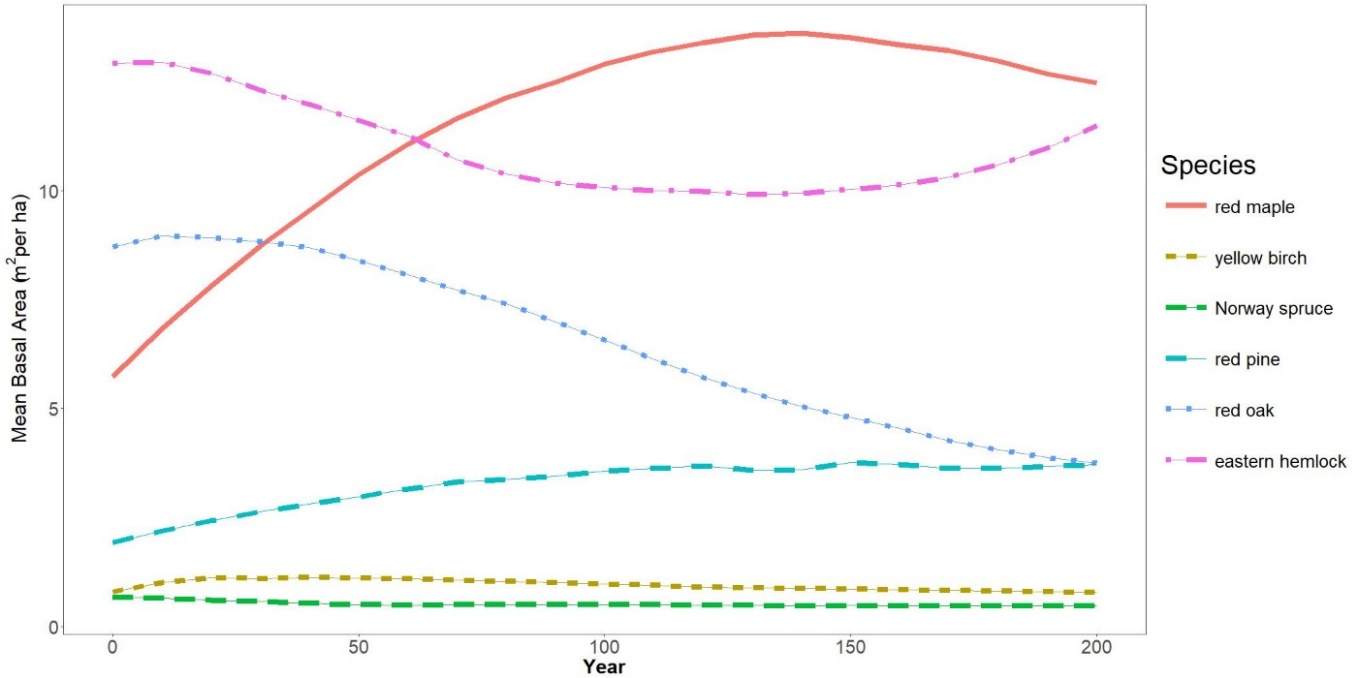 Mean Basal Area (m²per ha)
10
5
0
0 50 100 150 200
Year
Species
red maple
yellow birch
Norway spruce
red pine
red oak
eastern hemlock